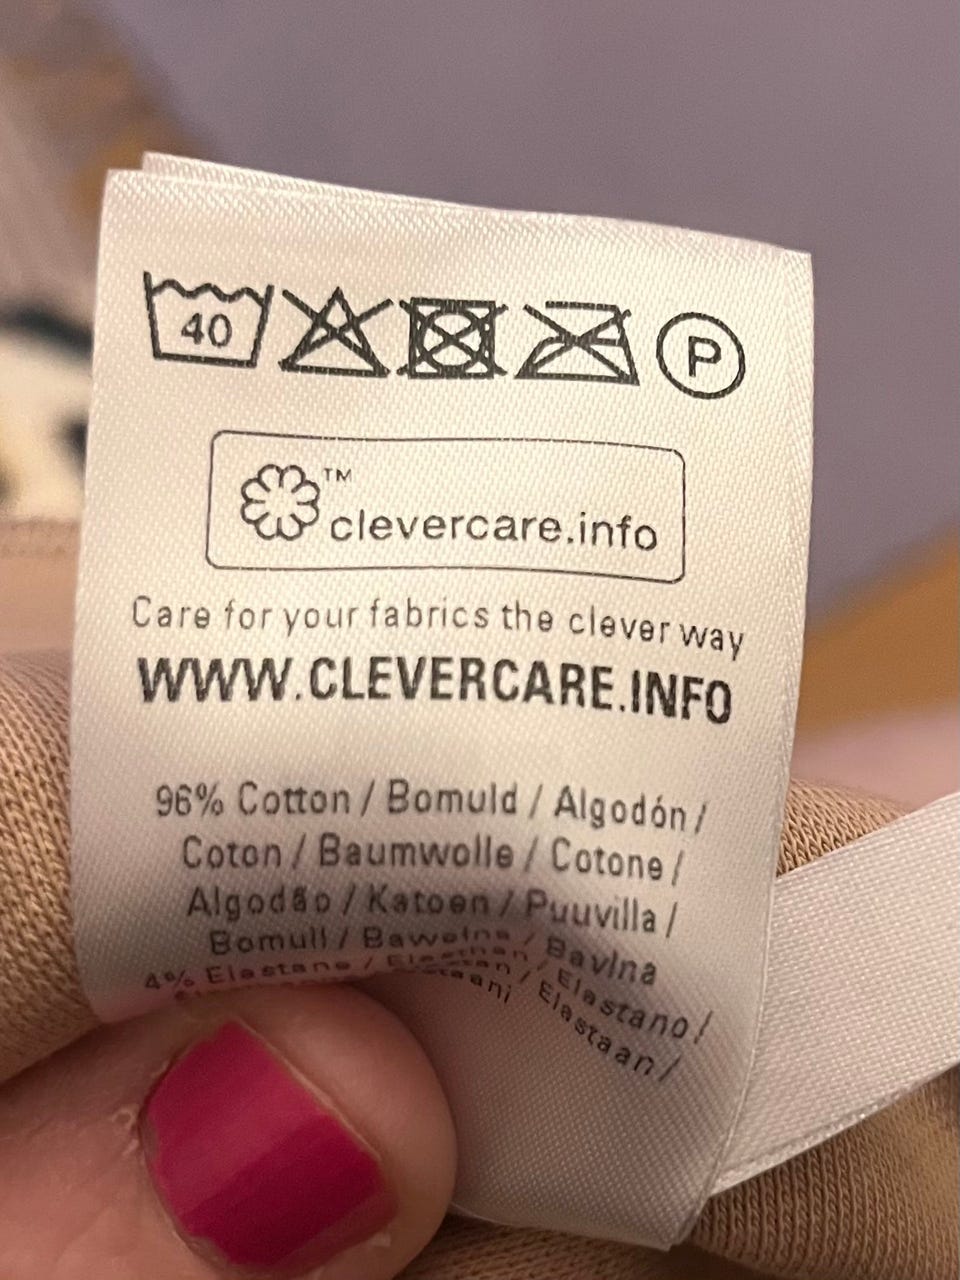 40
P
™
clevercare.info
Care for your fabrics the clever way
WWW.CLEVERCARE.INFO
96% Cotton / Bomuld / Algodón /
Coton / Baumwolle / Cotone /
Algodão / Katoen / Puuvilla /
Bomull / Bawełna / Bavlna
4% Elastane / Elasthan / Elastano /
Elastaan /